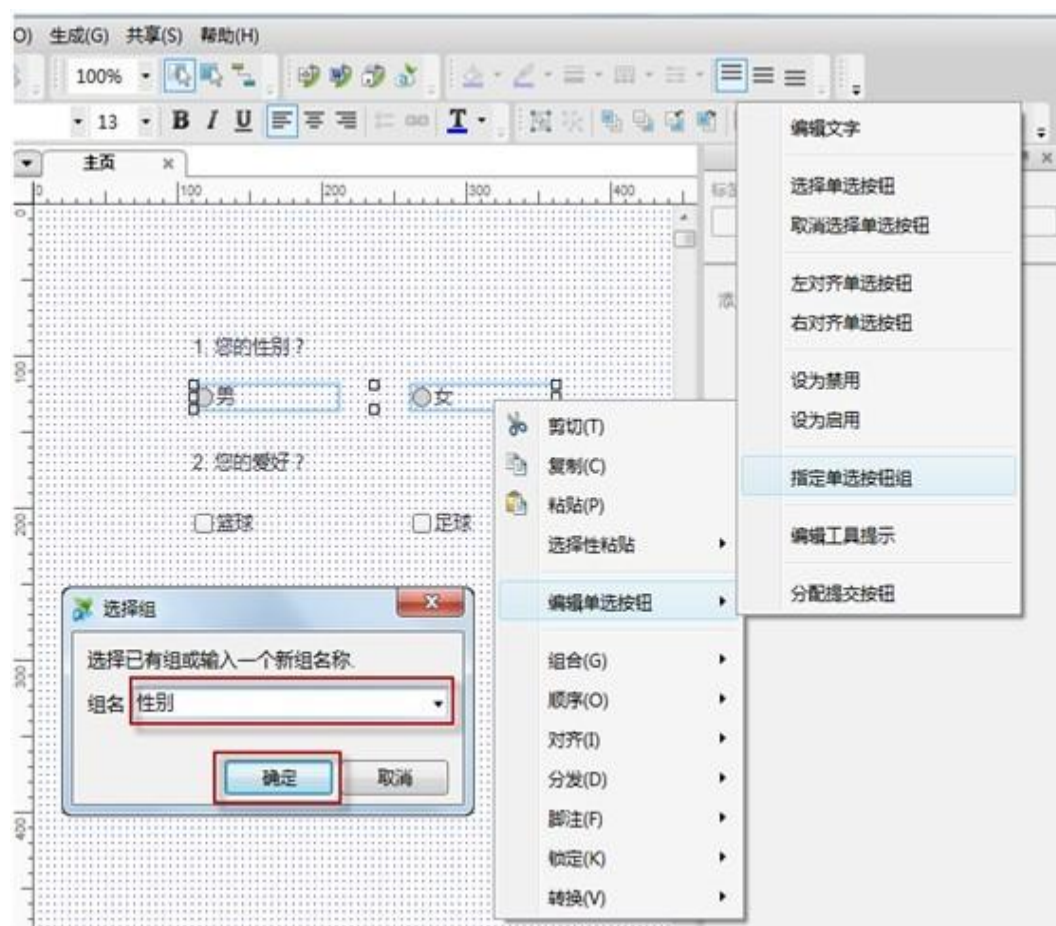 O) 生成(G) 共享(S) 帮助(H)
100%
13 B I U T
主页 ×
0 100 200 300 400
0
100
200
300
400
1. 您的性别？
男 女
2. 您的爱好？
篮球 足球
选择组
选择已有组或输入一个新组名称.
组名 性别
确定 取消
剪切(T)
复制(C)
粘贴(P)
选择性粘贴
编辑单选按钮
组合(G)
顺序(O)
对齐(I)
分发(D)
脚注(F)
锁定(K)
转换(V)
编辑文字
选择单选按钮
取消选择单选按钮
左对齐单选按钮
右对齐单选按钮
设为禁用
设为启用
指定单选按钮组
编辑工具提示
分配提交按钮